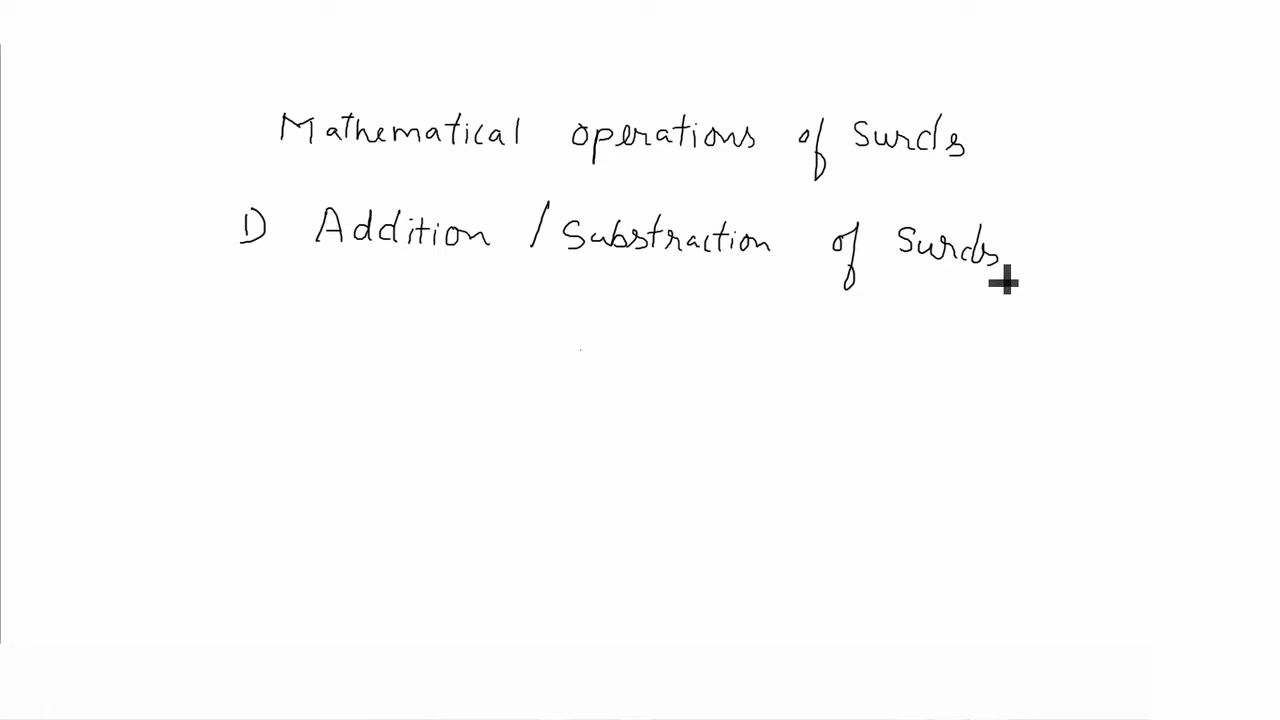 Mathematical operations of Surds
1) Addition / Substraction of Surds